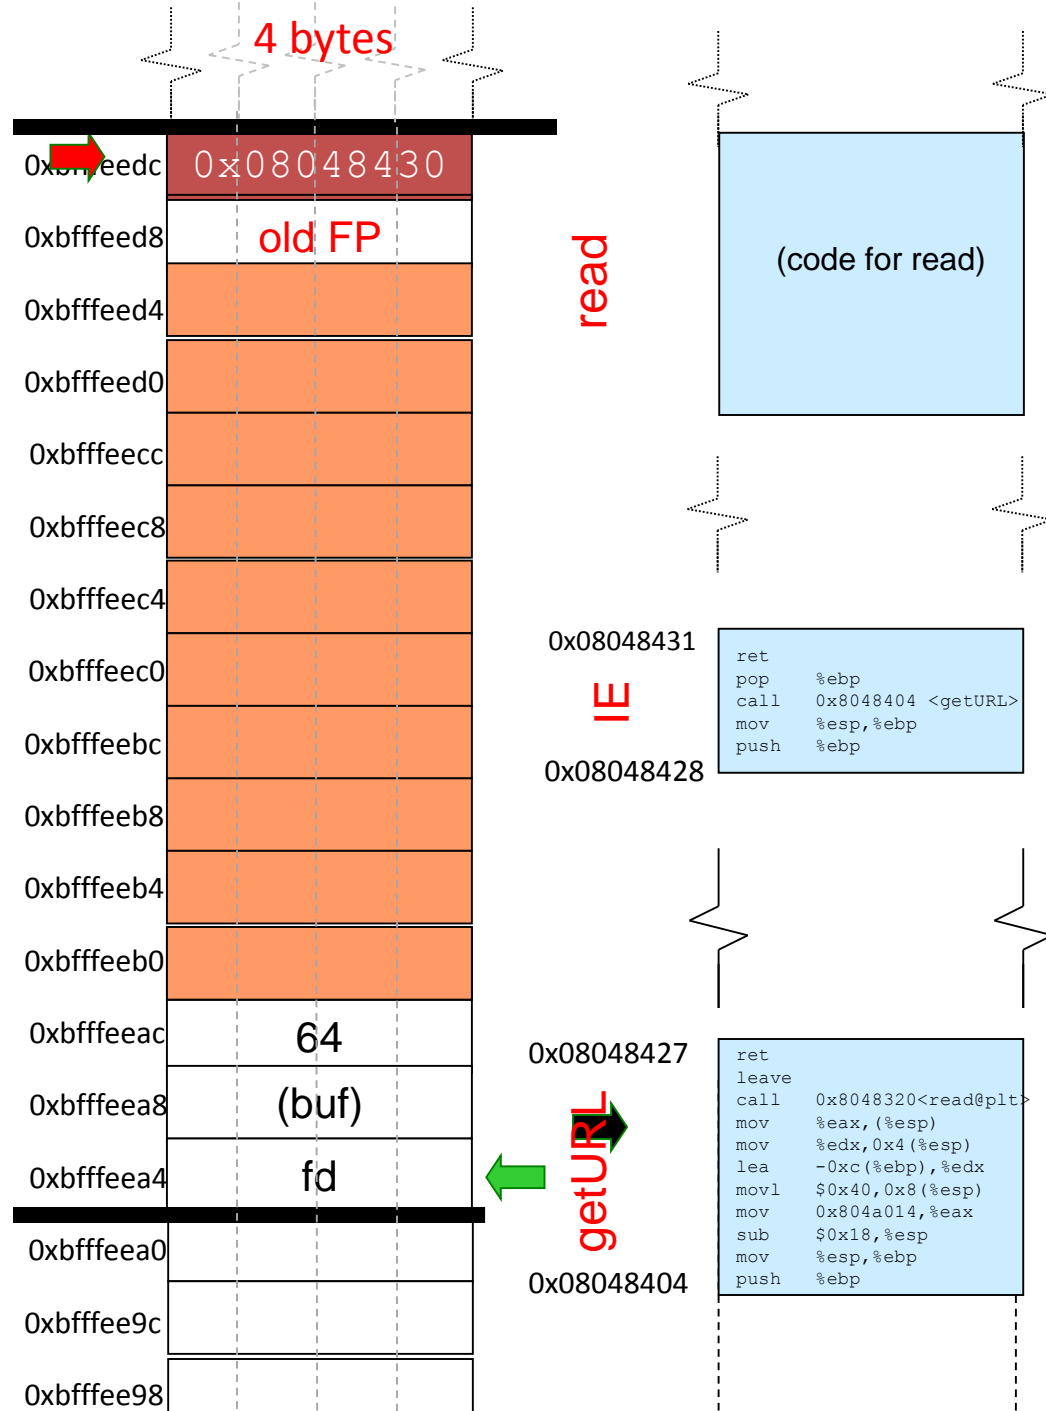 4 bytes
0xbfffeedc
0x08048430
0xbfffeed8
old FP
0xbfffeed4
0xbfffeed0
0xbfffeecc
0xbfffeec8
0xbfffeec4
0xbfffeec0
0xbfffeebc
0xbfffeeb8
0xbfffeeb4
0xbfffeeb0
0xbfffeeac
64
0xbfffeea8
(buf)
0xbfffeea4
fd
0xbfffeea0
0xbfffee9c
0xbfffee98
read
(code for read)
0x08048431
IE
0x08048428
ret
pop %ebp
call 0x8048404 <getURL>
mov %esp,%ebp
push %ebp
0x08048427
getURL
0x08048404
ret
leave
call 0x8048320<read@plt>
mov %eax,(%esp)
mov %edx,0x4(%esp)
lea -0xc(%ebp),%edx
movl $0x40,0x8(%esp)
mov 0x804a014,%eax
sub $0x18,%esp
mov %esp,%ebp
push %ebp